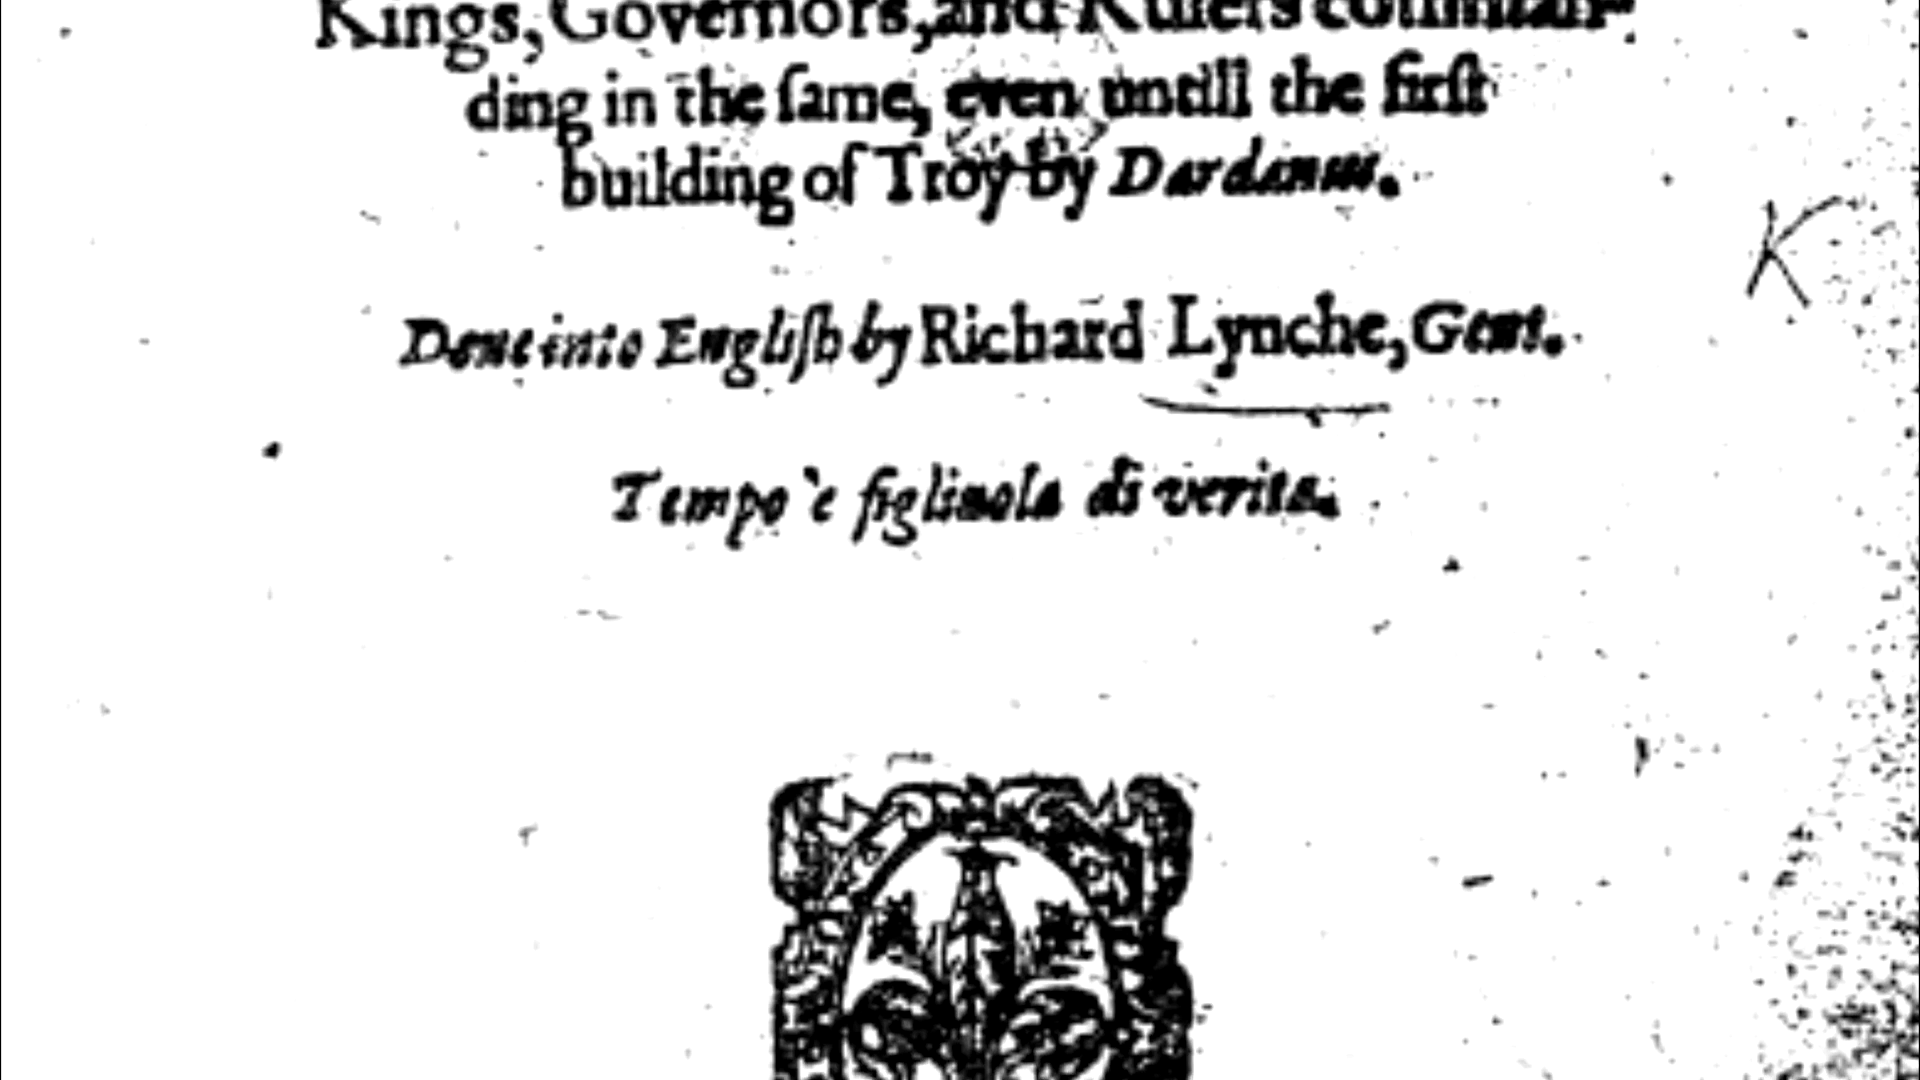 Kings, Governors, and Rulers comman-
ding in the ſame, even untill the firſt
building of Troy by Dardanus.
K
Done into Engliſh by Richard Lynche, Gent.
Tempo è figliuola di verita.